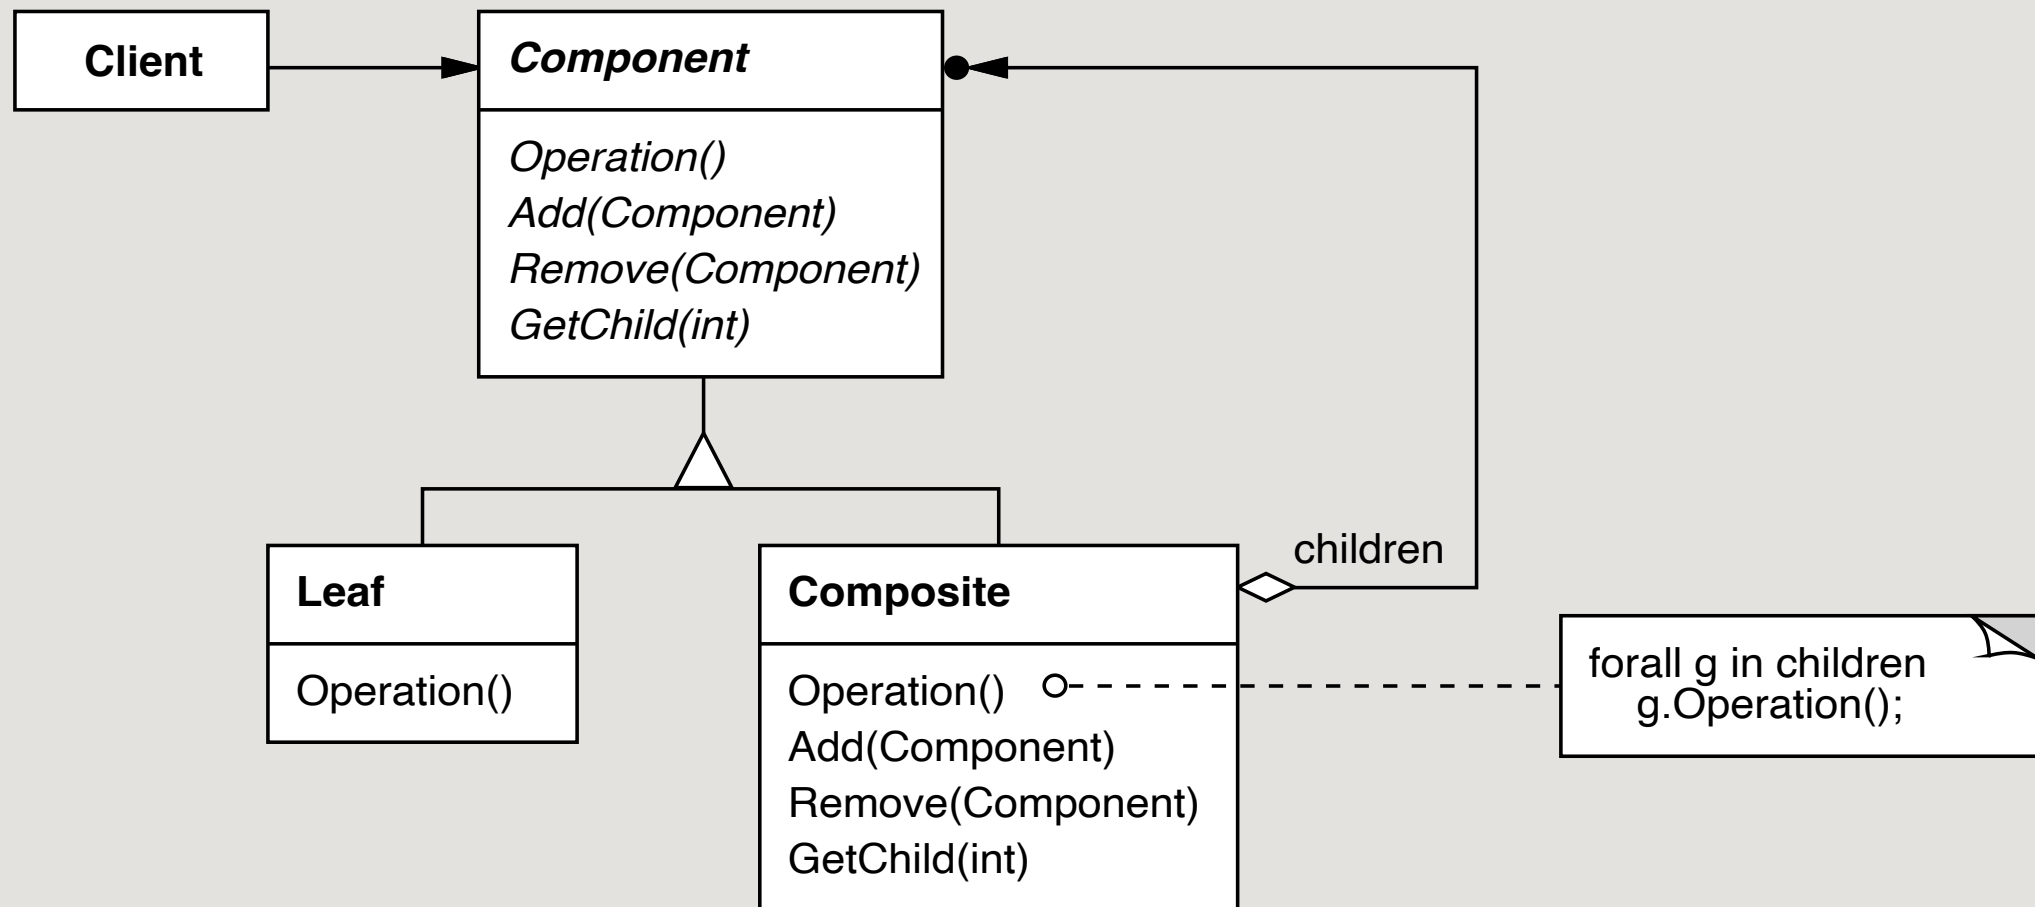 Client
Component
Operation()
Add(Component)
Remove(Component)
GetChild(int)
children
Leaf
Operation()
Composite
Operation()
Add(Component)
Remove(Component)
GetChild(int)
forall g in children
g.Operation();